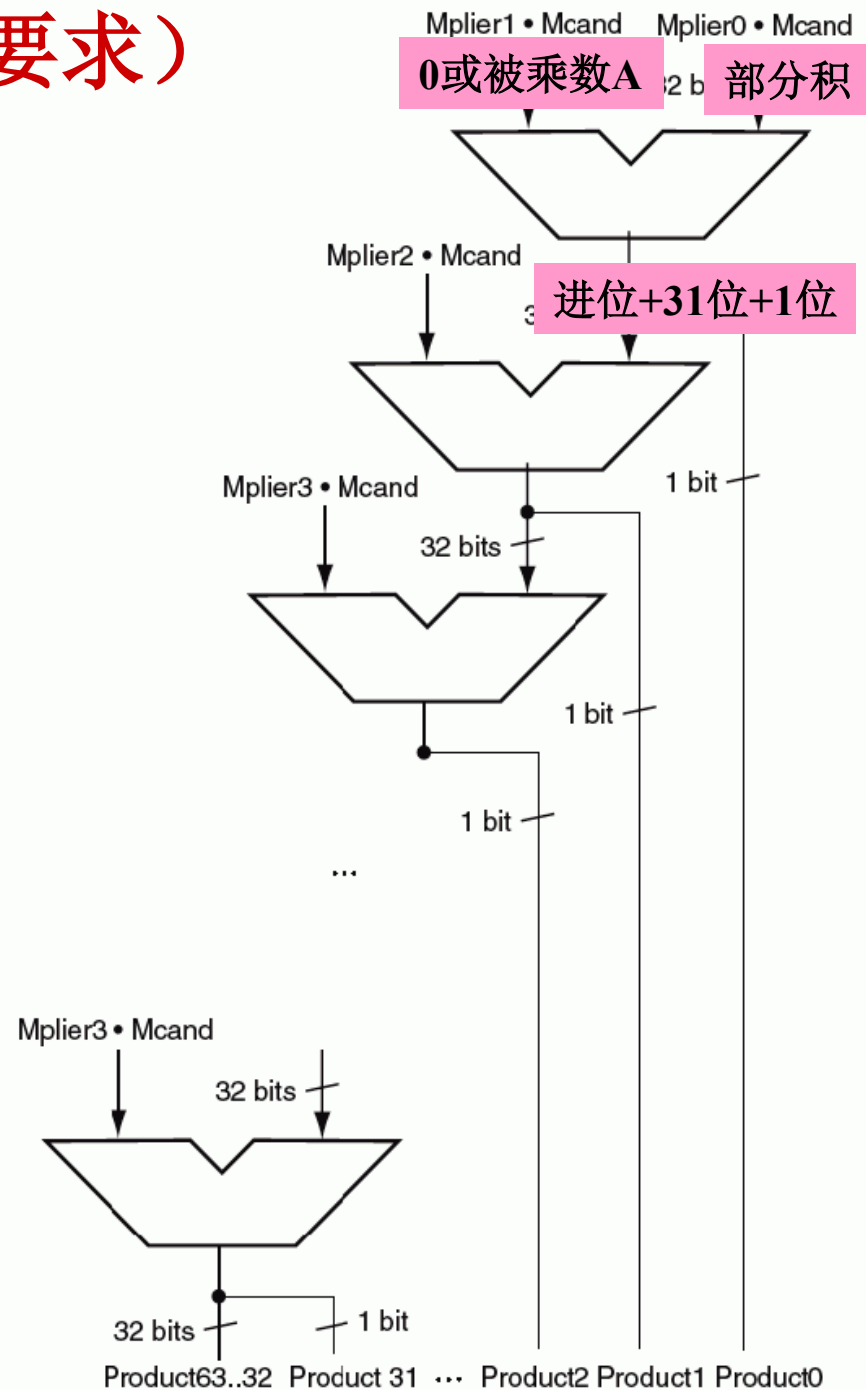 要求）
Mplier1 • Mcand
Mplier0 • Mcand
0或被乘数A
部分积
Mplier2 • Mcand
进位+31位+1位
Mplier3 • Mcand
1 bit
32 bits
1 bit
1 bit
...
Mplier3 • Mcand
32 bits
32 bits
1 bit
Product63..32 Product 31 ... Product2 Product1 Product0